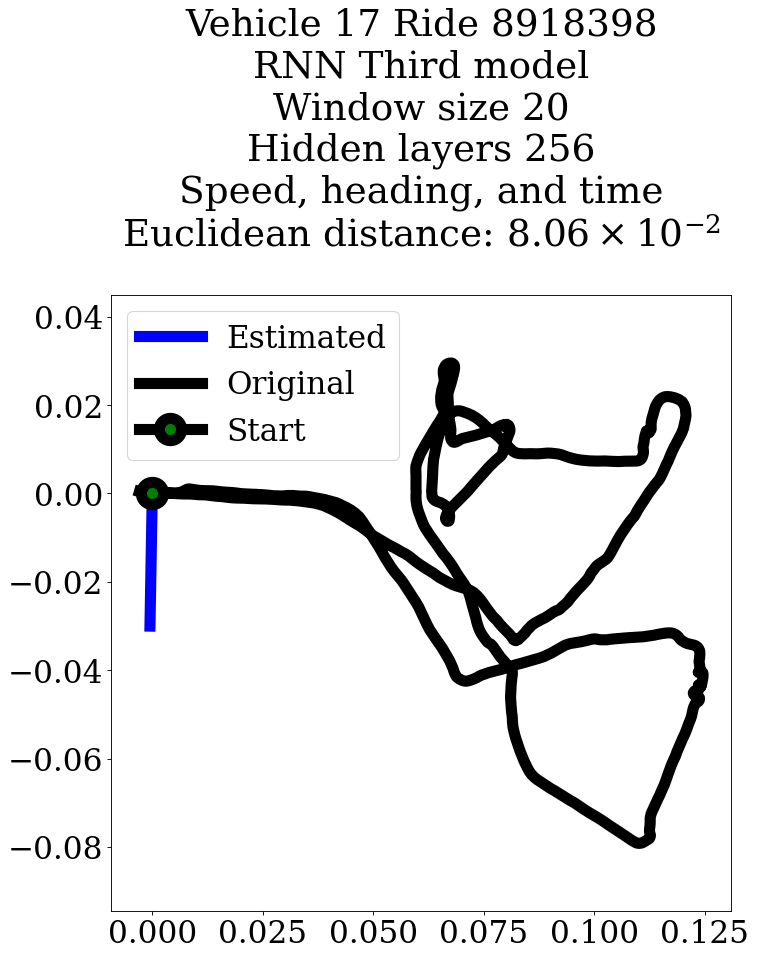 Vehicle 17 Ride 8918398
RNN Third model
Window size 20
Hidden layers 256
Speed, heading, and time
Euclidean distance: 8.06 × 10⁻²
Estimated
Original
Start
0.04
0.02
0.00
−0.02
−0.04
−0.06
−0.08
0.000 0.025 0.050 0.075 0.100 0.125